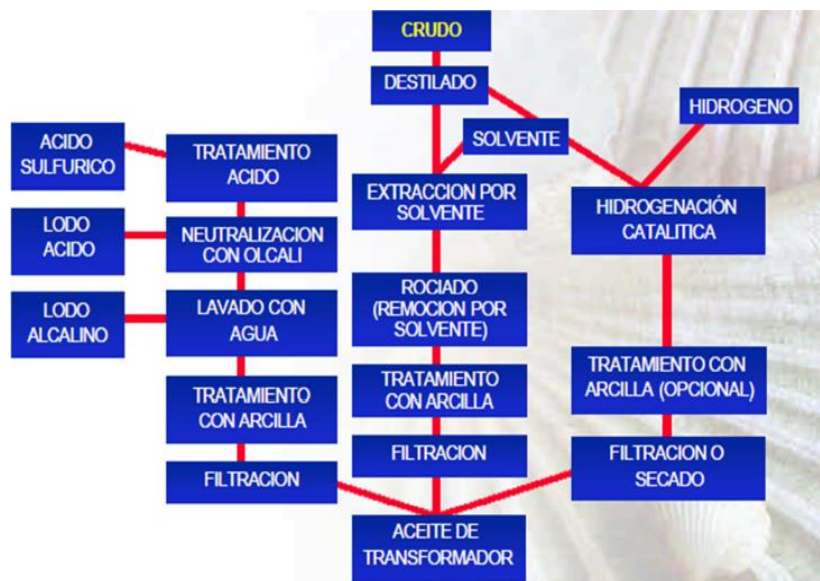 CRUDO
DESTILADO
HIDROGENO
SOLVENTE
ACIDO
SULFURICO
TRATAMIENTO
ACIDO
EXTRACCION POR
SOLVENTE
HIDROGENACIÓN
CATALITICA
LODO
ACIDO
NEUTRALIZACION
CON OLCALI
ROCIADO
(REMOCION POR
SOLVENTE)
LODO
ALCALINO
LAVADO CON
AGUA
TRATAMIENTO CON
ARCILLA (OPCIONAL)
TRATAMIENTO
CON ARCILLA
TRATAMIENTO
CON ARCILLA
FILTRACION
FILTRACION
FILTRACION O
SECADO
ACEITE DE
TRANSFORMADOR